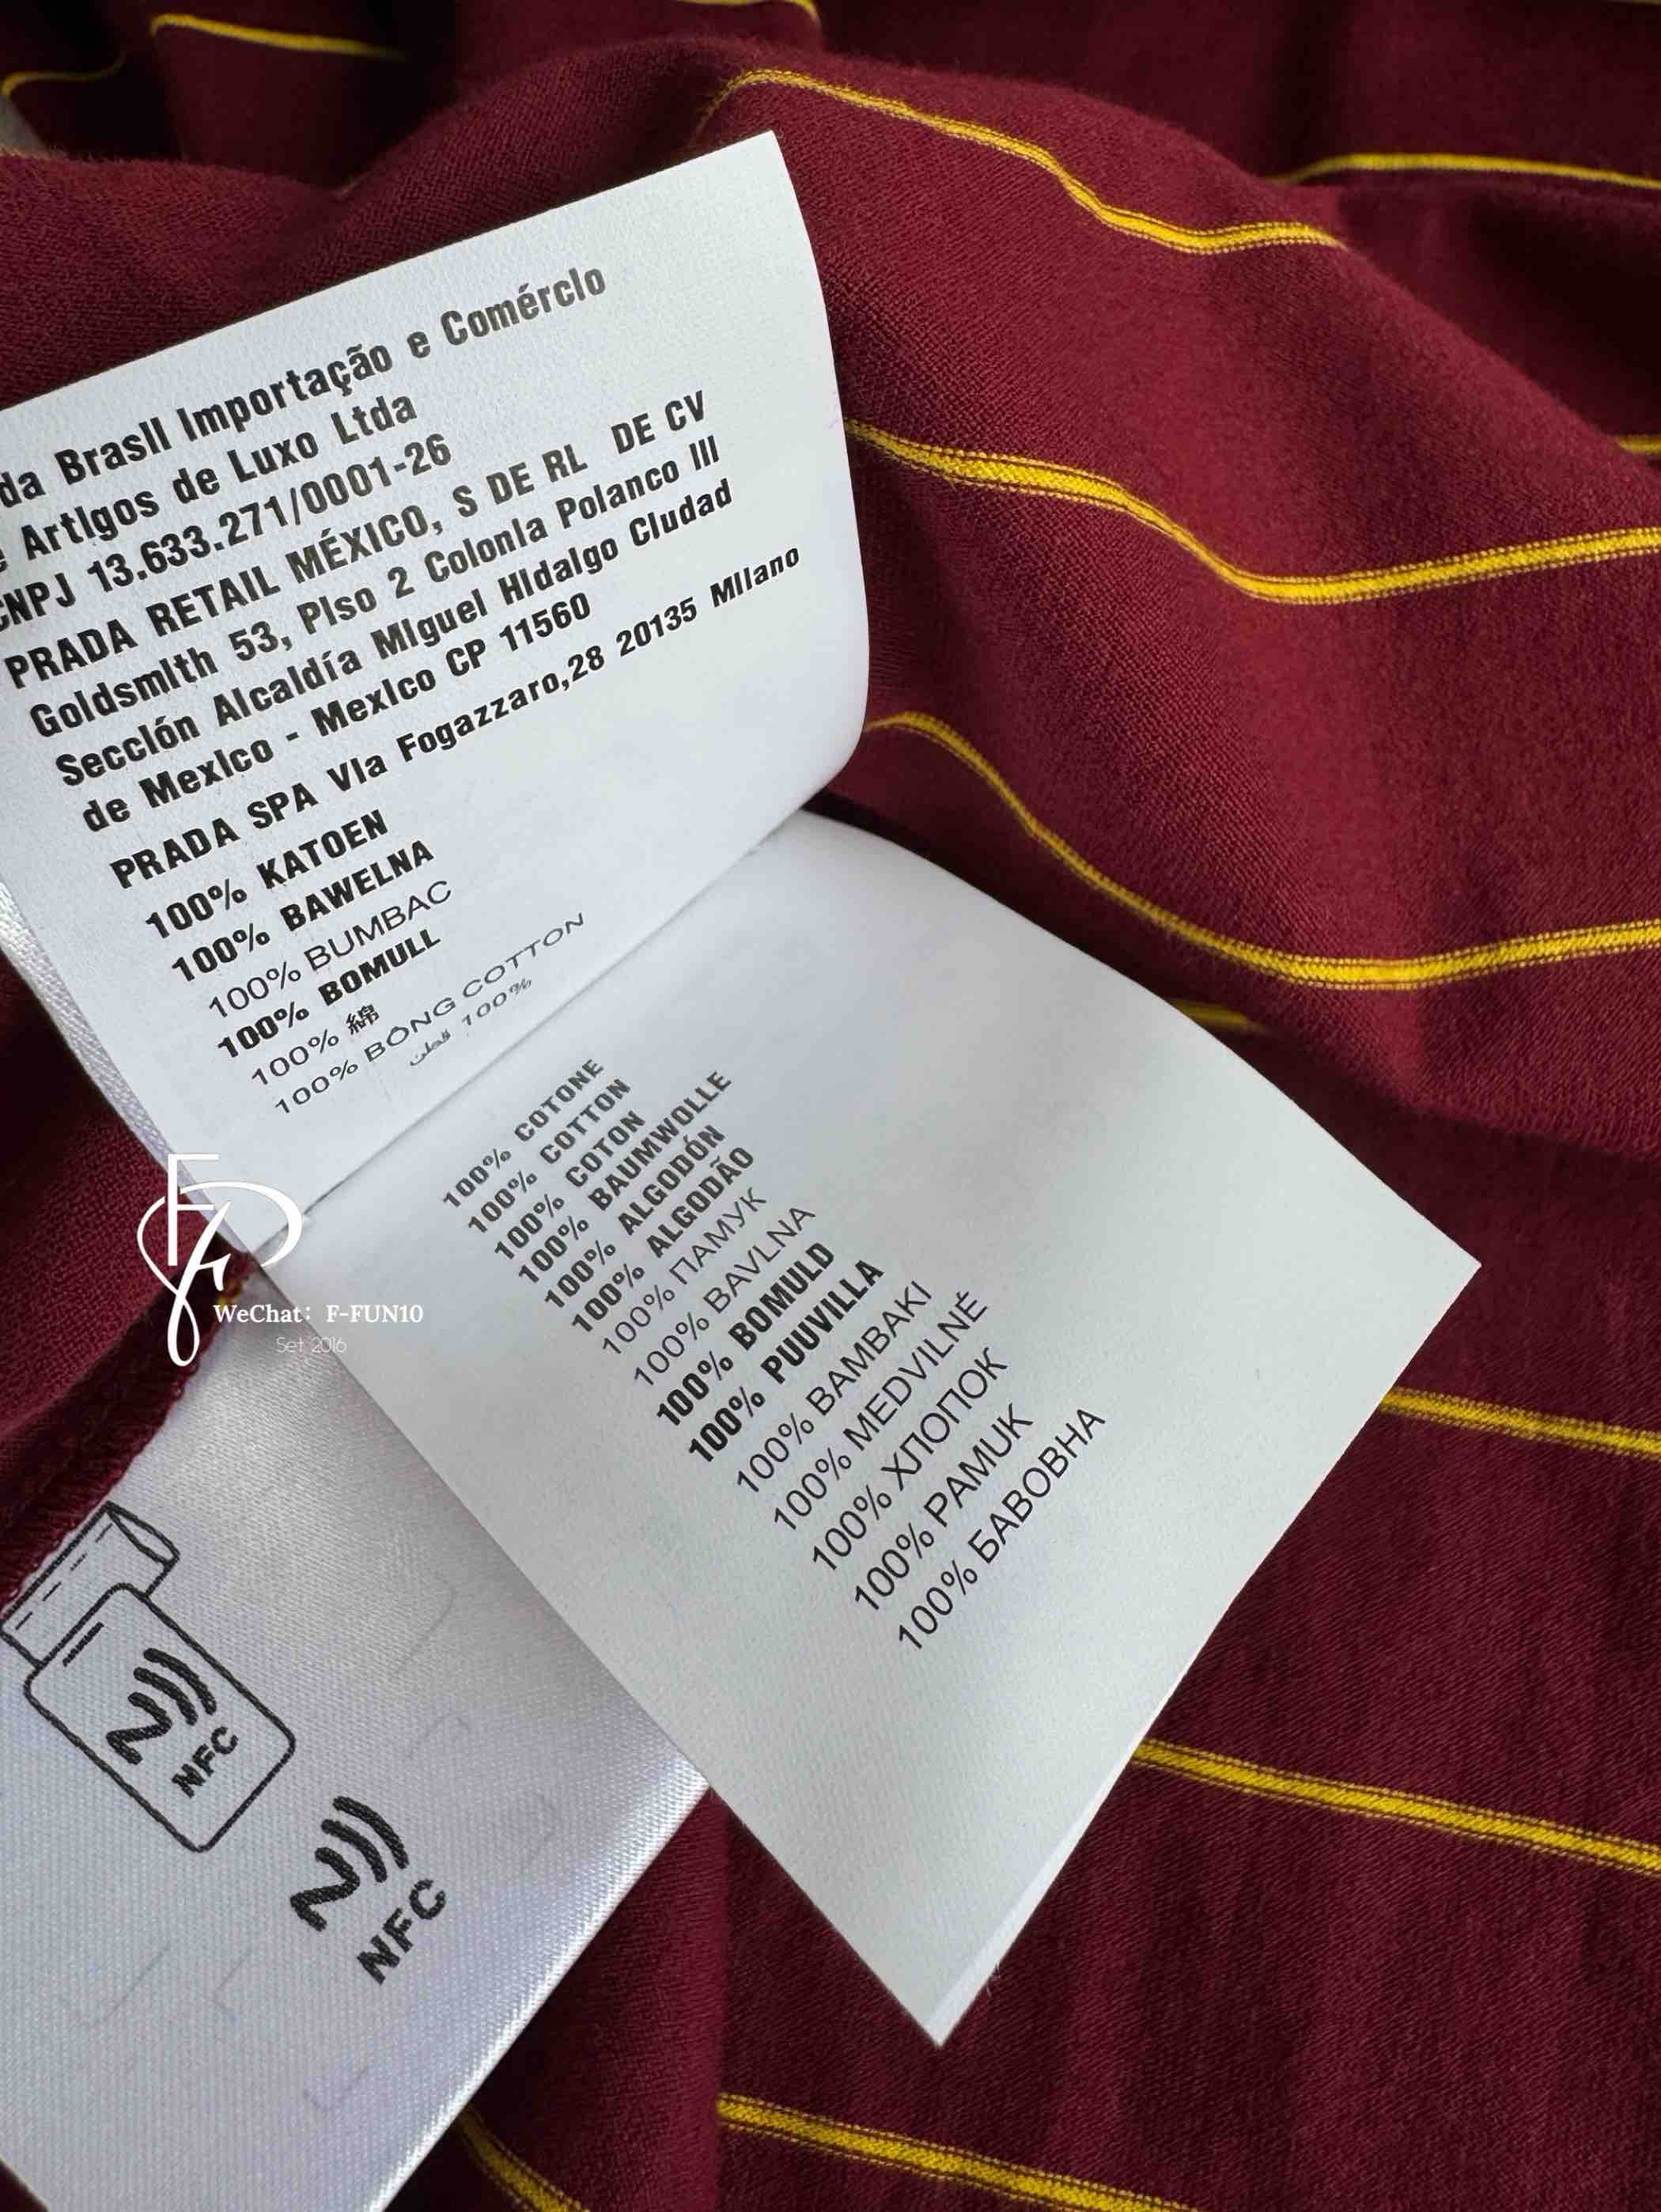 da Brasil Importação e Comércio
Artigos de Luxo Ltda
CNPJ 13.633.271/0001-26
PRADA RETAIL MÉXICO, S DE RL DE CV
Goldsmith 53, Piso 2 Colonia Polanco III
Sección Alcaldía Miguel Hidalgo Ciudad
de Mexico - Mexico CP 11560
PRADA SPA Via Fogazzaro,28 20135 Milano
100% KATOEN
100% BAWELNA
100% BUMBAC
100% BOMULL
100% 綿
100% BÔNG COTTON
قطن 100%
100% COTONE
100% COTTON
100% COTON
100% BAUMWOLLE
100% ALGODÓN
100% ALGODÃO
100% ПАМУК
100% BAVLNA
100% BOMULD
100% PUUVILLA
100% BAMBAKI
100% MEDVILNÉ
100% ХЛОПОК
100% PAMUK
100% БАВОВНА
WeChat: F-FUN10
Set 2016
NFC
NFC